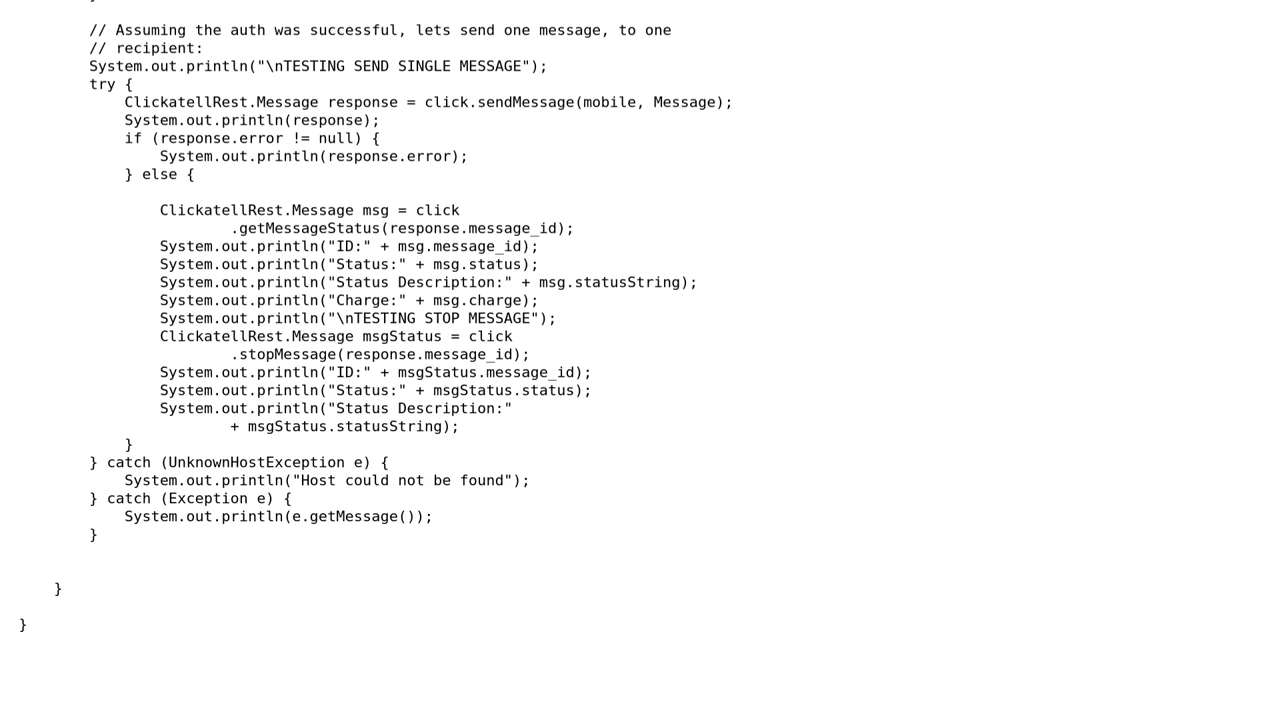 }
// Assuming the auth was successful, lets send one message, to one
// recipient:
System.out.println("\nTESTING SEND SINGLE MESSAGE");
try {
ClickatellRest.Message response = click.sendMessage(mobile, Message);
System.out.println(response);
if (response.error != null) {
System.out.println(response.error);
} else {
ClickatellRest.Message msg = click
.getMessageStatus(response.message_id);
System.out.println("ID:" + msg.message_id);
System.out.println("Status:" + msg.status);
System.out.println("Status Description:" + msg.statusString);
System.out.println("Charge:" + msg.charge);
System.out.println("\nTESTING STOP MESSAGE");
ClickatellRest.Message msgStatus = click
.stopMessage(response.message_id);
System.out.println("ID:" + msgStatus.message_id);
System.out.println("Status:" + msgStatus.status);
System.out.println("Status Description:"
+ msgStatus.statusString);
}
} catch (UnknownHostException e) {
System.out.println("Host could not be found");
} catch (Exception e) {
System.out.println(e.getMessage());
}
}
}